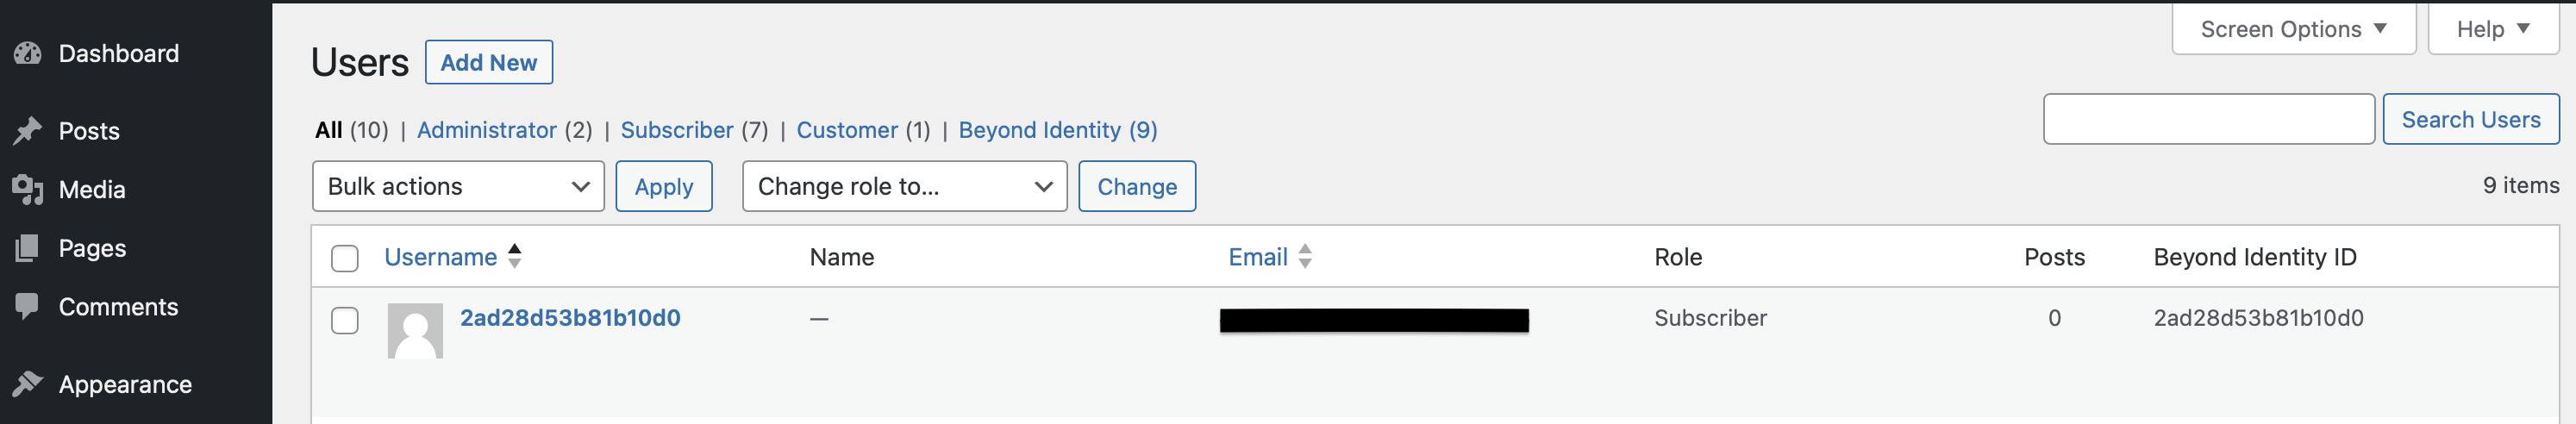 Dashboard
Posts
Media
Pages
Comments
Appearance
Screen Options
Help
Users
Add New
All (10) | Administrator (2) | Subscriber (7) | Customer (1) | Beyond Identity (9)
Search Users
Bulk actions
Apply
Change role to...
Change
9 items
Username Name Email Role Posts Beyond Identity ID
2ad28d53b81b10d0 — Subscriber 0 2ad28d53b81b10d0